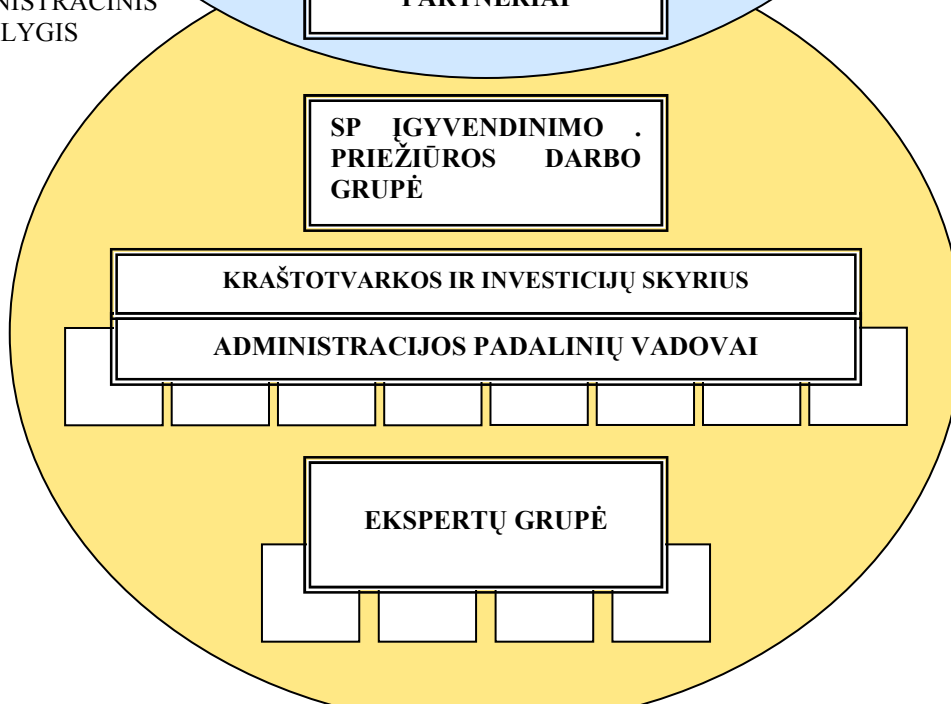 NISTRACINIS
LYGIS
PARTNERIAI
SP ĮGYVENDINIMO .
PRIEŽIŪROS DARBO
GRUPĖ
KRAŠTOTVARKOS IR INVESTICIJŲ SKYRIUS
ADMINISTRACIJOS PADALINIŲ VADOVAI
EKSPERTŲ GRUPĖ